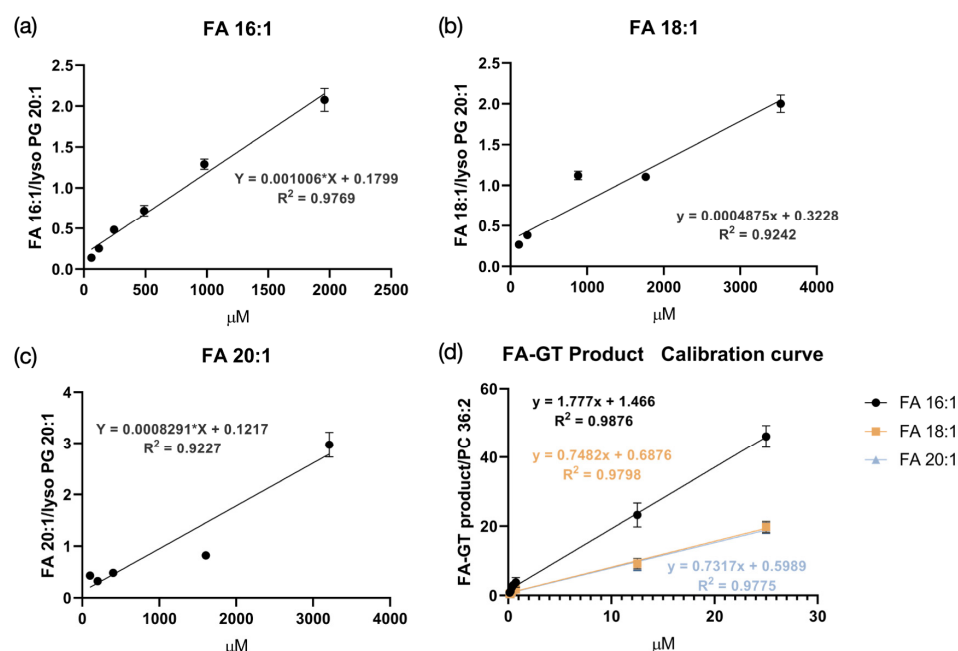 (a)
FA 16:1
FA 16:1/lyso PG 20:1
2.5
2.0
1.5
1.0
0.5
0.0
Y = 0.001006*X + 0.1799
R² = 0.9769
0 500 1000 1500 2000 2500
μM
(b)
FA 18:1
FA 18:1/lyso PG 20:1
2.5
2.0
1.5
1.0
0.5
0.0
y = 0.0004875x + 0.3228
R² = 0.9242
0 1000 2000 3000 4000
μM
(c)
FA 20:1
FA 20:1/lyso PG 20:1
4
3
2
1
0
Y = 0.0008291*X + 0.1217
R² = 0.9227
0 1000 2000 3000 4000
μM
(d)
FA-GT Product Calibration curve
FA-GT product/PC 36:2
60
40
20
0
y = 1.777x + 1.466
R² = 0.9876
y = 0.7482x + 0.6876
R² = 0.9798
y = 0.7317x + 0.5989
R² = 0.9775
0 10 20 30
μM
FA 16:1
FA 18:1
FA 20:1